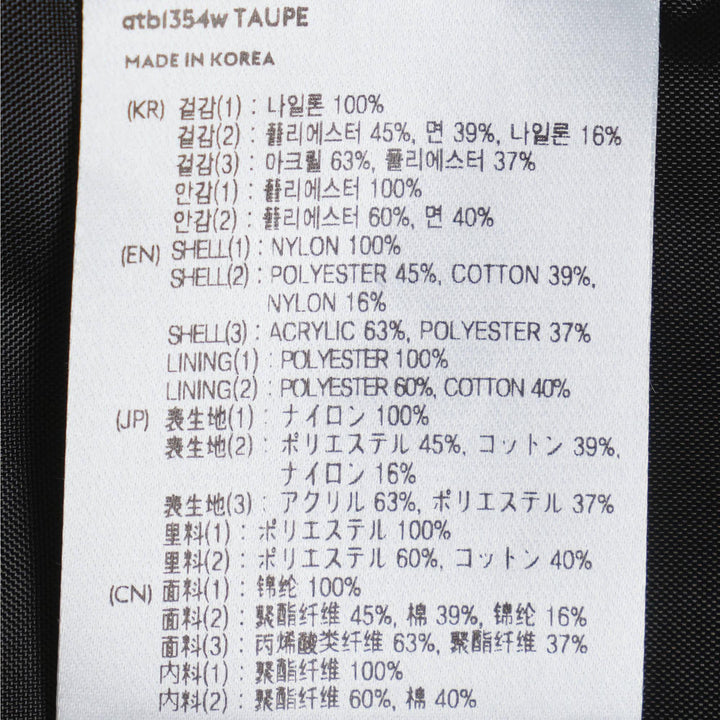 atb1354w TAUPE
MADE IN KOREA
(KR) 겉감(1) : 나일론 100%
겉감(2) : 폴리에스터 45%, 면 39%, 나일론 16%
겉감(3) : 아크릴 63%, 폴리에스터 37%
안감(1) : 폴리에스터 100%
안감(2) : 폴리에스터 60%, 면 40%
(EN) SHELL(1) : NYLON 100%
SHELL(2) : POLYESTER 45%, COTTON 39%,
NYLON 16%
SHELL(3) : ACRYLIC 63%, POLYESTER 37%
LINING(1) : POLYESTER 100%
LINING(2) : POLYESTER 60%, COTTON 40%
(JP) 表生地(1) : ナイロン 100%
表生地(2) : ポリエステル 45%, コットン 39%,
ナイロン 16%
表生地(3) : アクリル 63%, ポリエステル 37%
里料(1) : ポリエステル 100%
里料(2) : ポリエステル 60%, コットン 40%
(CN) 面料(1) : 锦纶 100%
面料(2) : 聚酯纤维 45%, 棉 39%, 锦纶 16%
面料(3) : 丙烯酸类纤维 63%, 聚酯纤维 37%
内料(1) : 聚酯纤维 100%
内料(2) : 聚酯纤维 60%, 棉 40%